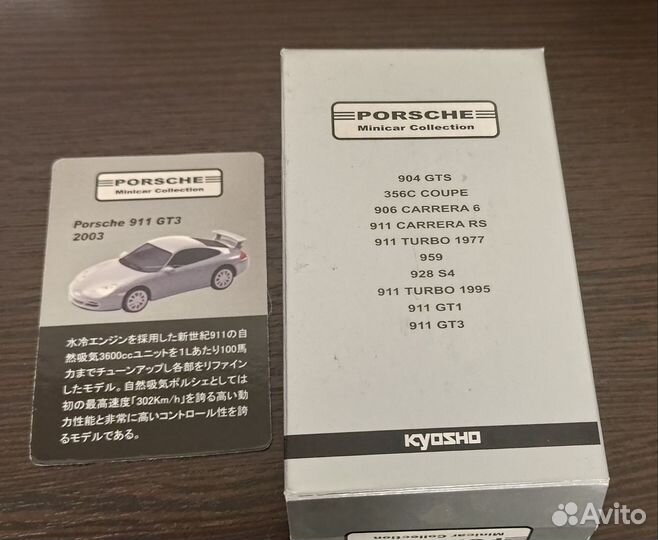 PORSCHE
Minicar Collection
Porsche 911 GT3
2003
水冷エンジンを採用した新世紀911の自
然吸気3600ccユニットを1Lあたり100馬
力までチューンアップし各部をリファイン
したモデル。自然吸気ポルシェとしては
初の最高速度「302Km/h」を誇る高い動
力性能と非常に高いコントロール性を誇
るモデルである。
PORSCHE
Minicar Collection
904 GTS
356C COUPE
906 CARRERA 6
911 CARRERA RS
911 TURBO 1977
959
928 S4
911 TURBO 1995
911 GT1
911 GT3
KYOSHO
PORSCHE
Minicar Collection
Avito